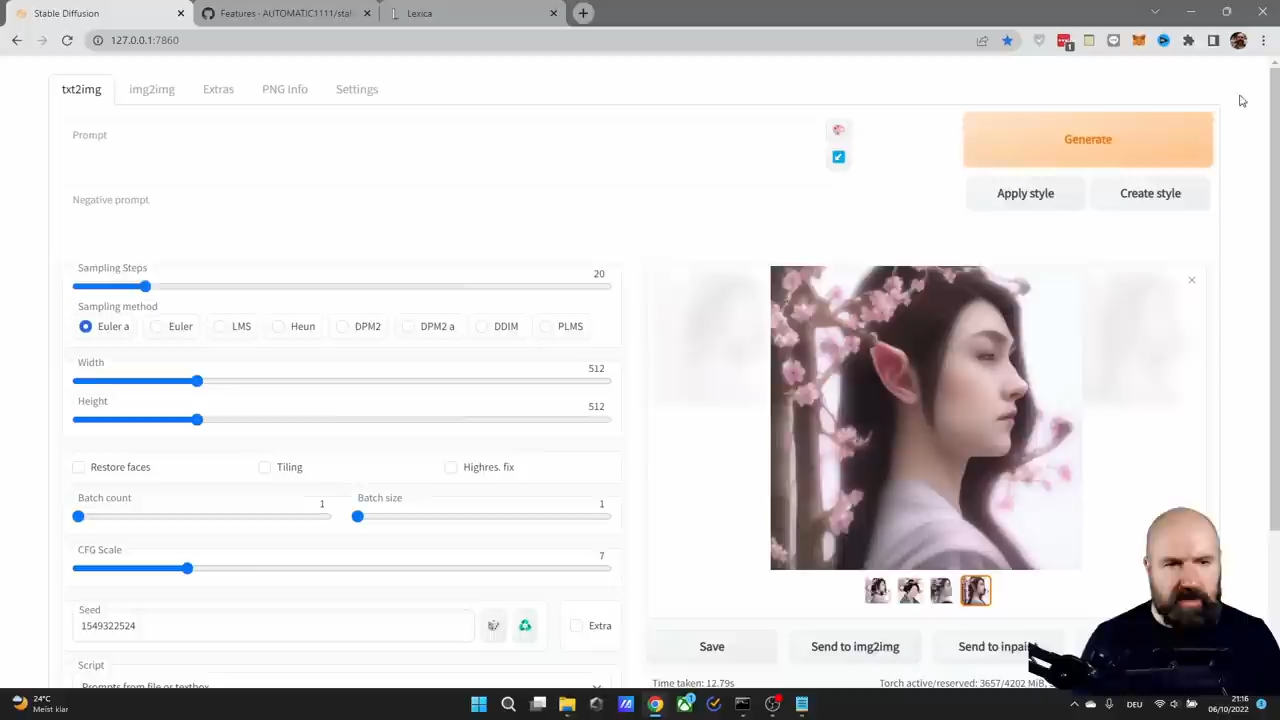 Stable Diffusion
Features - AUTOMATIC1111/stal
Lexica
127.0.0.1:7860
1
txt2img
img2img
Extras
PNG Info
Settings
Prompt
Generate
Negative prompt
Apply style
Create style
Sampling Steps
20
Sampling method
Euler a
Euler
LMS
Heun
DPM2
DPM2 a
DDIM
PLMS
Width
512
Height
512
Restore faces
Tiling
Highres. fix
Batch count
1
Batch size
1
CFG Scale
7
Seed
1549322524
Extra
Save
Send to img2img
Send to inpai
Script
Prompts from file or textbox
Time taken: 12.79s
Torch active/reserved: 3657/4202 MiB,
24°C
Meist klar
1
DEU
21:16
06/10/2022